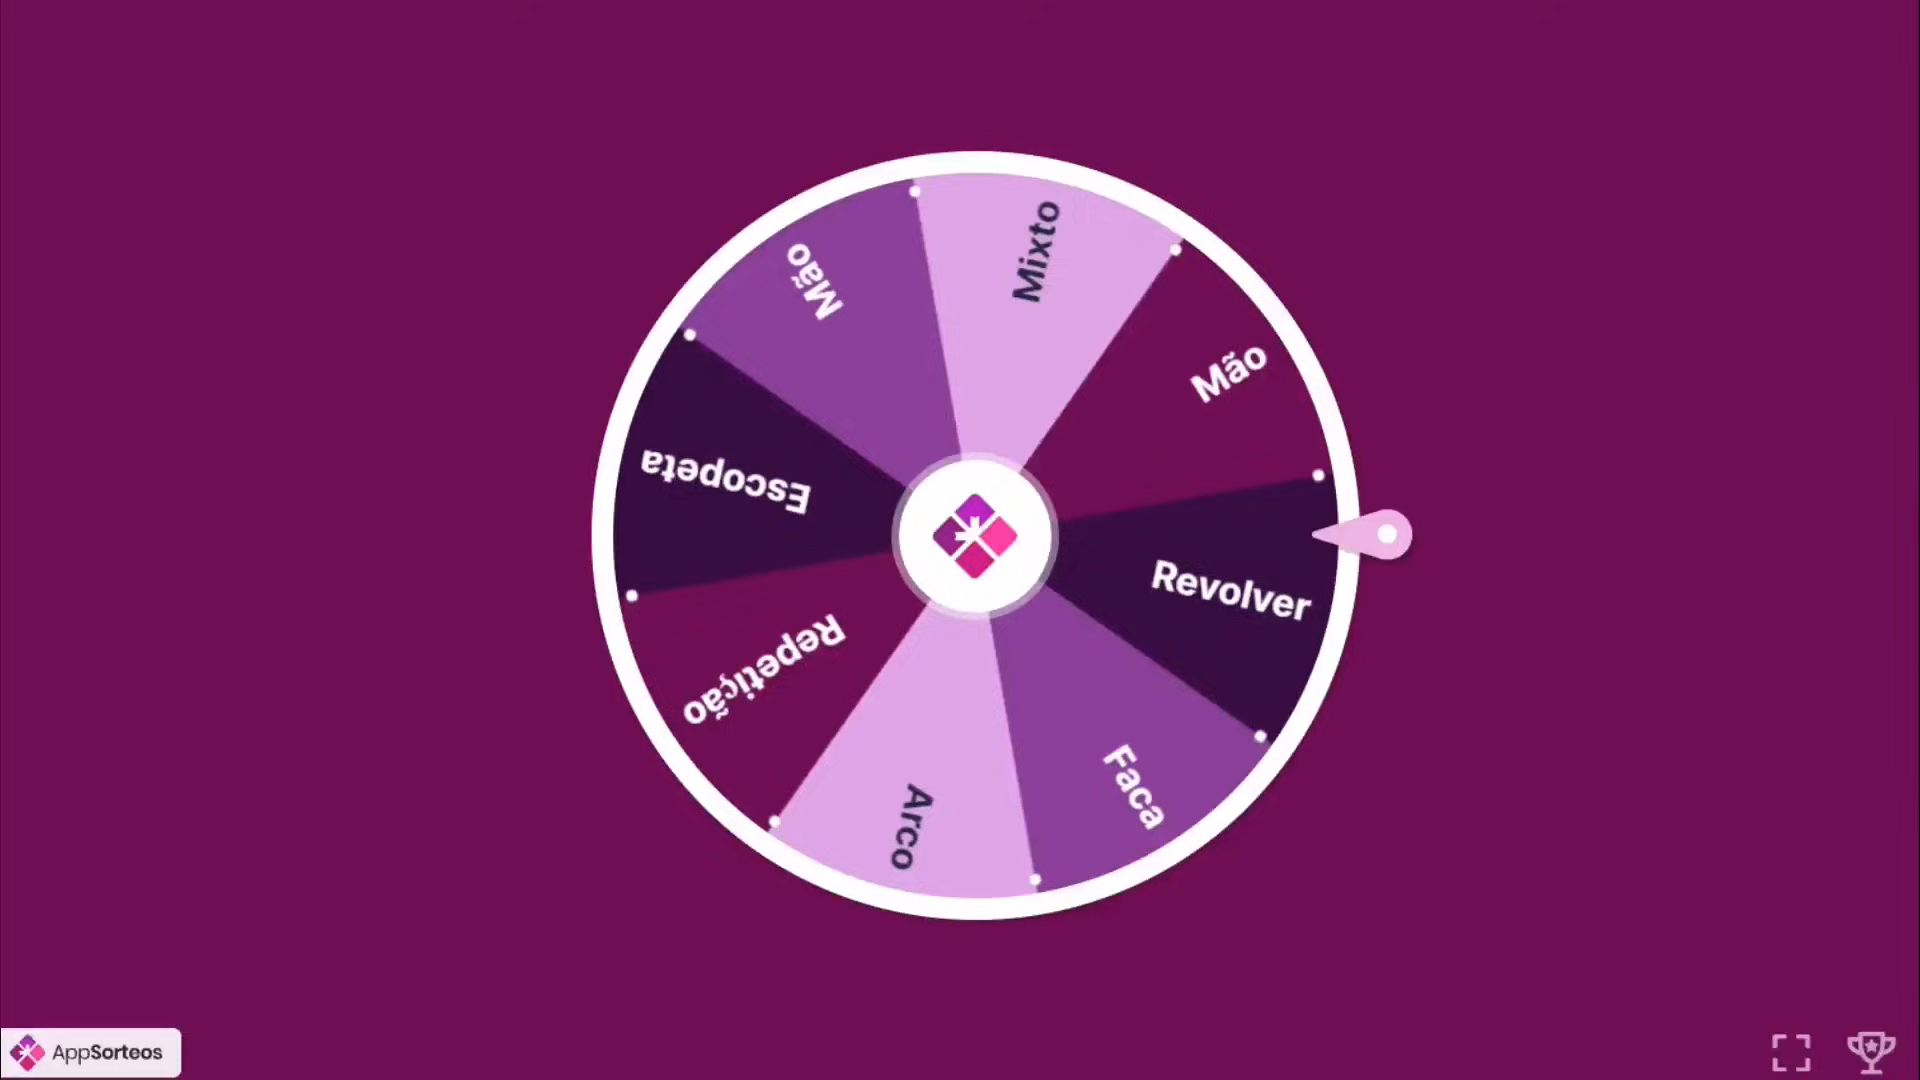 Mixto
Mão
Revolver
Faca
Arco
Repetição
Escopeta
Mão
AppSorteos